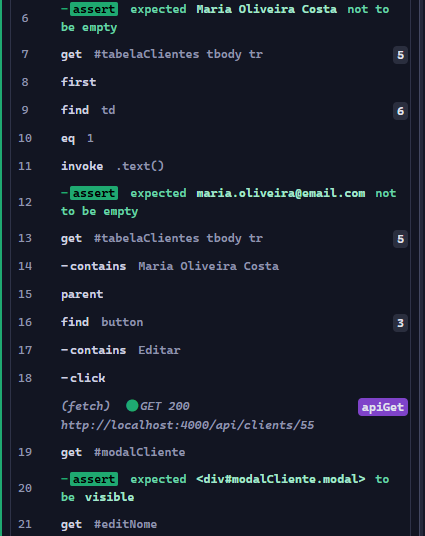 6 -assert expected Maria Oliveira Costa not to
be empty
7 get #tabelaClientes tbody tr 5
8 first
9 find td 6
10 eq 1
11 invoke .text()
12 -assert expected maria.oliveira@email.com not
to be empty
13 get #tabelaClientes tbody tr 5
14 -contains Maria Oliveira Costa
15 parent
16 find button 3
17 -contains Editar
18 -click
(fetch) GET 200 apiGet
http://localhost:4000/api/clients/55
19 get #modalCliente
20 -assert expected <div#modalCliente.modal> to
be visible
21 get #editNome